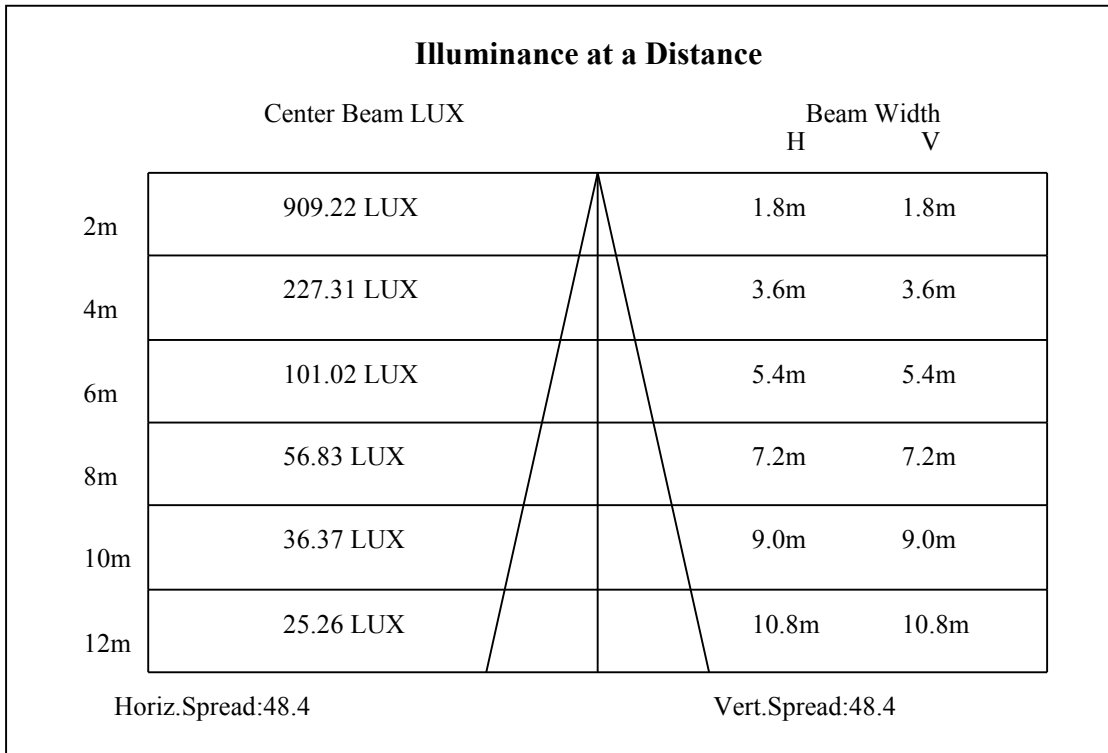 Illuminance at a Distance
Center Beam LUX Beam Width
H V
2m 909.22 LUX 1.8m 1.8m
4m 227.31 LUX 3.6m 3.6m
6m 101.02 LUX 5.4m 5.4m
8m 56.83 LUX 7.2m 7.2m
10m 36.37 LUX 9.0m 9.0m
12m 25.26 LUX 10.8m 10.8m
Horiz.Spread:48.4 Vert.Spread:48.4